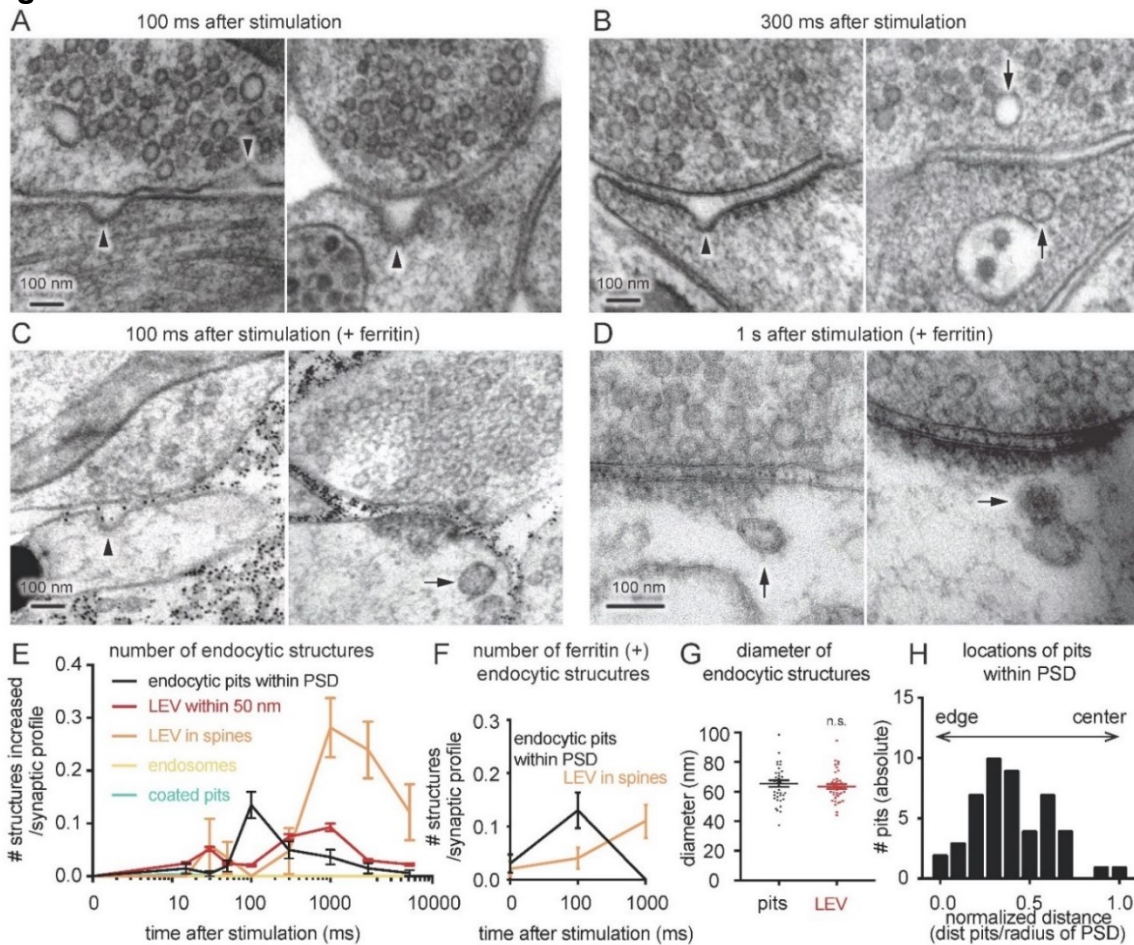 A 100 ms after stimulation
B 300 ms after stimulation
100 nm
100 nm
C 100 ms after stimulation (+ ferritin)
D 1 s after stimulation (+ ferritin)
100 nm
100 nm
E number of endocytic structures
# structures increased
/synaptic profile
0.4
0.3
0.2
0.1
0.0
endocytic pits within PSD
LEV within 50 nm
LEV in spines
endosomes
coated pits
0 10 100 1000 10000
time after stimulation (ms)
F number of ferritin (+)
endocytic strucutres
# structures
/synaptic profile
0.3
0.2
0.1
0.0
endocytic pits
within PSD
LEV in spines
0 100 1000
time after stimulation
(ms)
G diameter of
endocytic structures
diameter (nm)
100
80
60
40
20
0
n.s.
pits LEV
H locations of pits
within PSD
# pits (absolute)
15
10
5
0
edge center
0.0 0.5 1.0
normalized distance
(dist pits/radius of PSD)